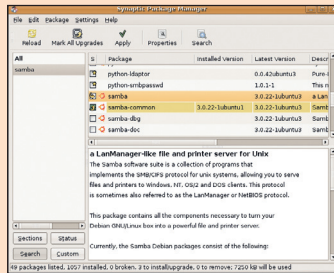 Synaptic Package Manager
File Edit Package Settings Help
Reload Mark All Upgrades Apply Properties Search
All
samba
S Package Installed Version Latest Version Descr
python-ldaptor 0.0.42ubuntu3 Pure-
python-smbpasswd 1.0.1-1 This n
samba 3.0.22-1ubuntu3 a Lan
samba-common 3.0.22-1ubuntu1 3.0.22-1ubuntu3 Samb
samba-dbg 3.0.22-1ubuntu3 Samb
samba-doc 3.0.22-1ubuntu3 Samb
a LanManager-like file and printer server for Unix
The Samba software suite is a collection of programs that
implements the SMB/CIFS protocol for unix systems, allowing you to serve
files and printers to Windows, NT, OS/2 and DOS clients. This protocol
is sometimes also referred to as the LanManager or NetBIOS protocol.
This package contains all the components necessary to turn your
Debian GNU/Linux box into a powerful file and printer server.
Currently, the Samba Debian packages consist of the following:
Sections Status
Search Custom
49 packages listed, 1057 installed, 0 broken. 3 to install/upgrade, 0 to remove; 7250 kB will be used